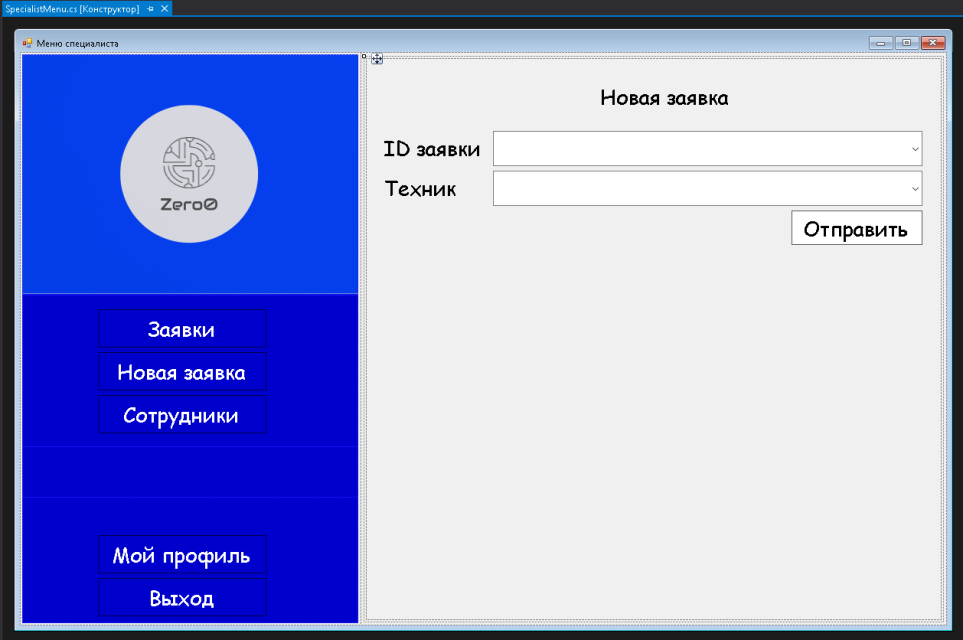 SpecialistMenu.cs [Конструктор]
Меню специалиста
Zero0
Заявки
Новая заявка
Сотрудники
Мой профиль
Выход
Новая заявка
ID заявки
Техник
Отправить